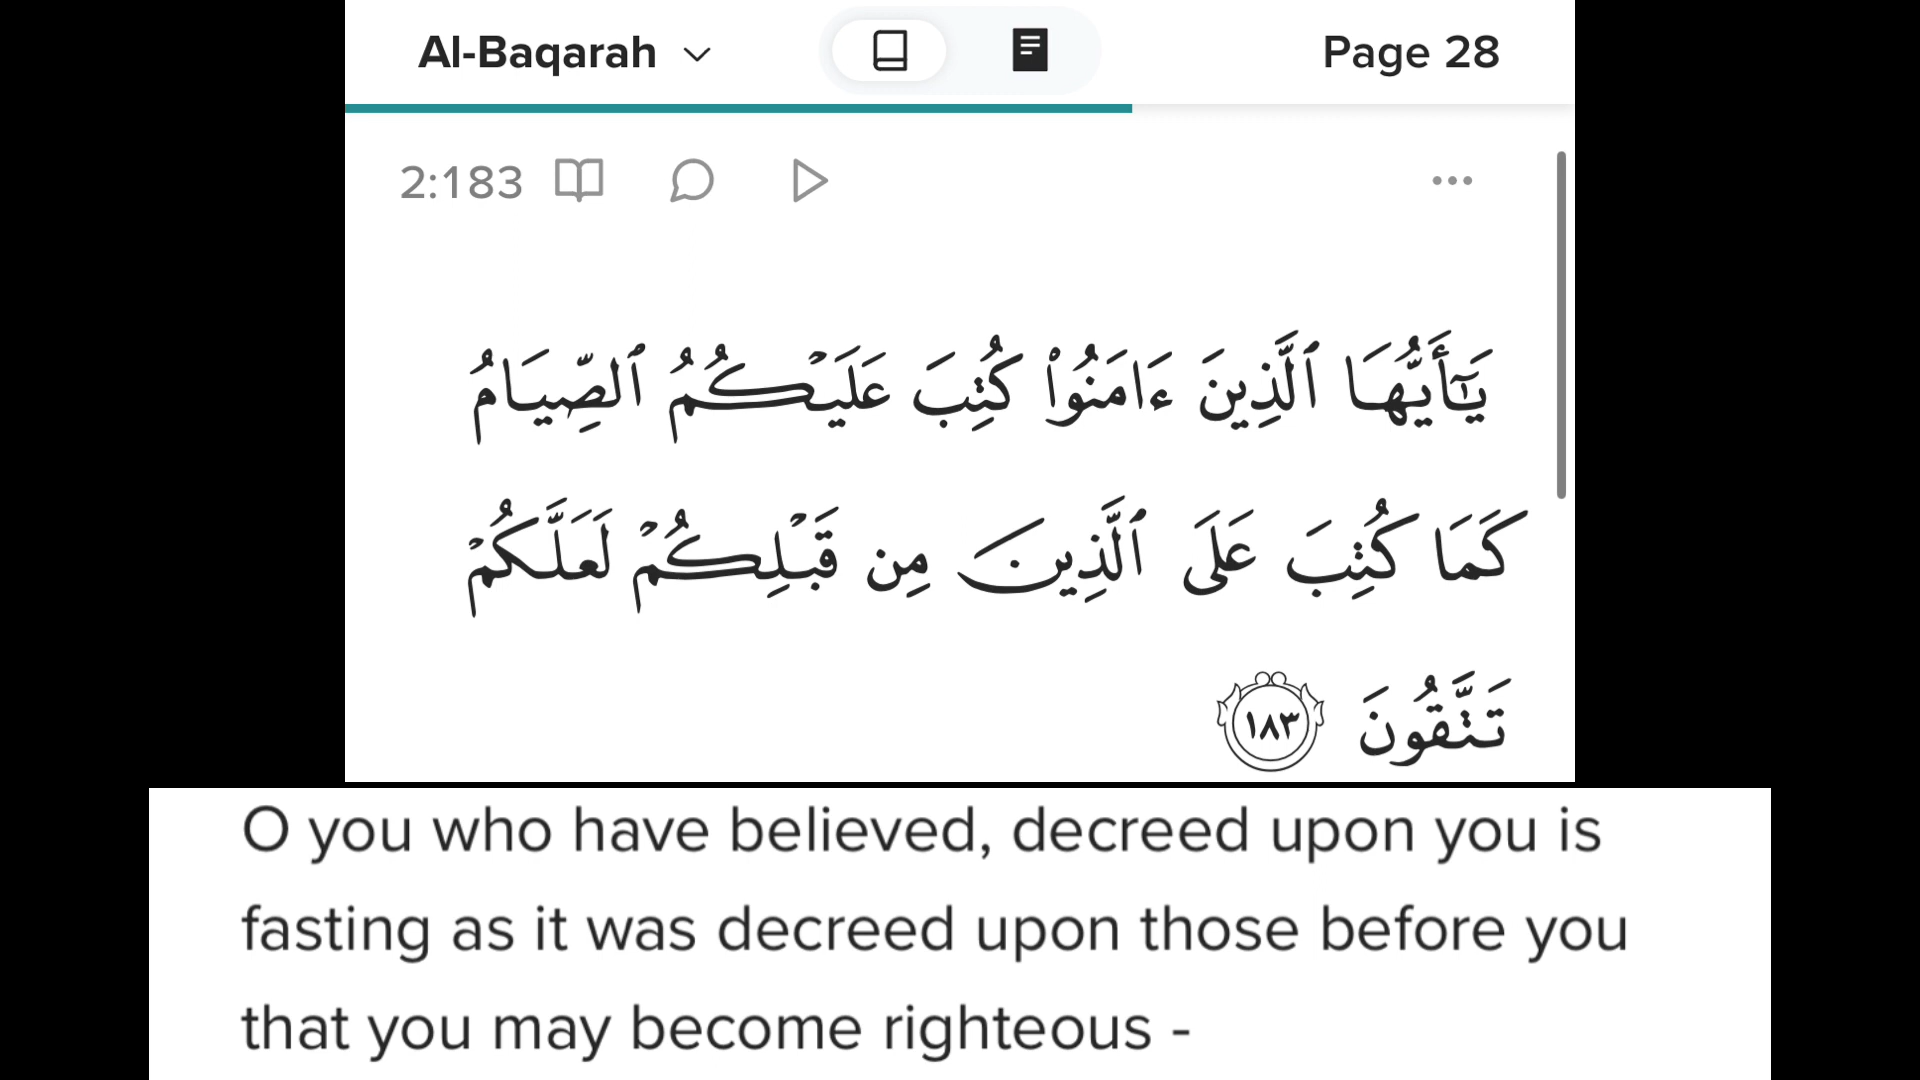 Al-Baqarah
Page 28
2:183
يَـٰٓأَيُّهَا ٱلَّذِينَ ءَامَنُوا۟ كُتِبَ عَلَيْكُمُ ٱلصِّيَامُ
كَمَا كُتِبَ عَلَى ٱلَّذِينَ مِن قَبْلِكُمْ لَعَلَّكُمْ
تَتَّقُونَ ١٨٣
O you who have believed, decreed upon you is
fasting as it was decreed upon those before you
that you may become righteous -